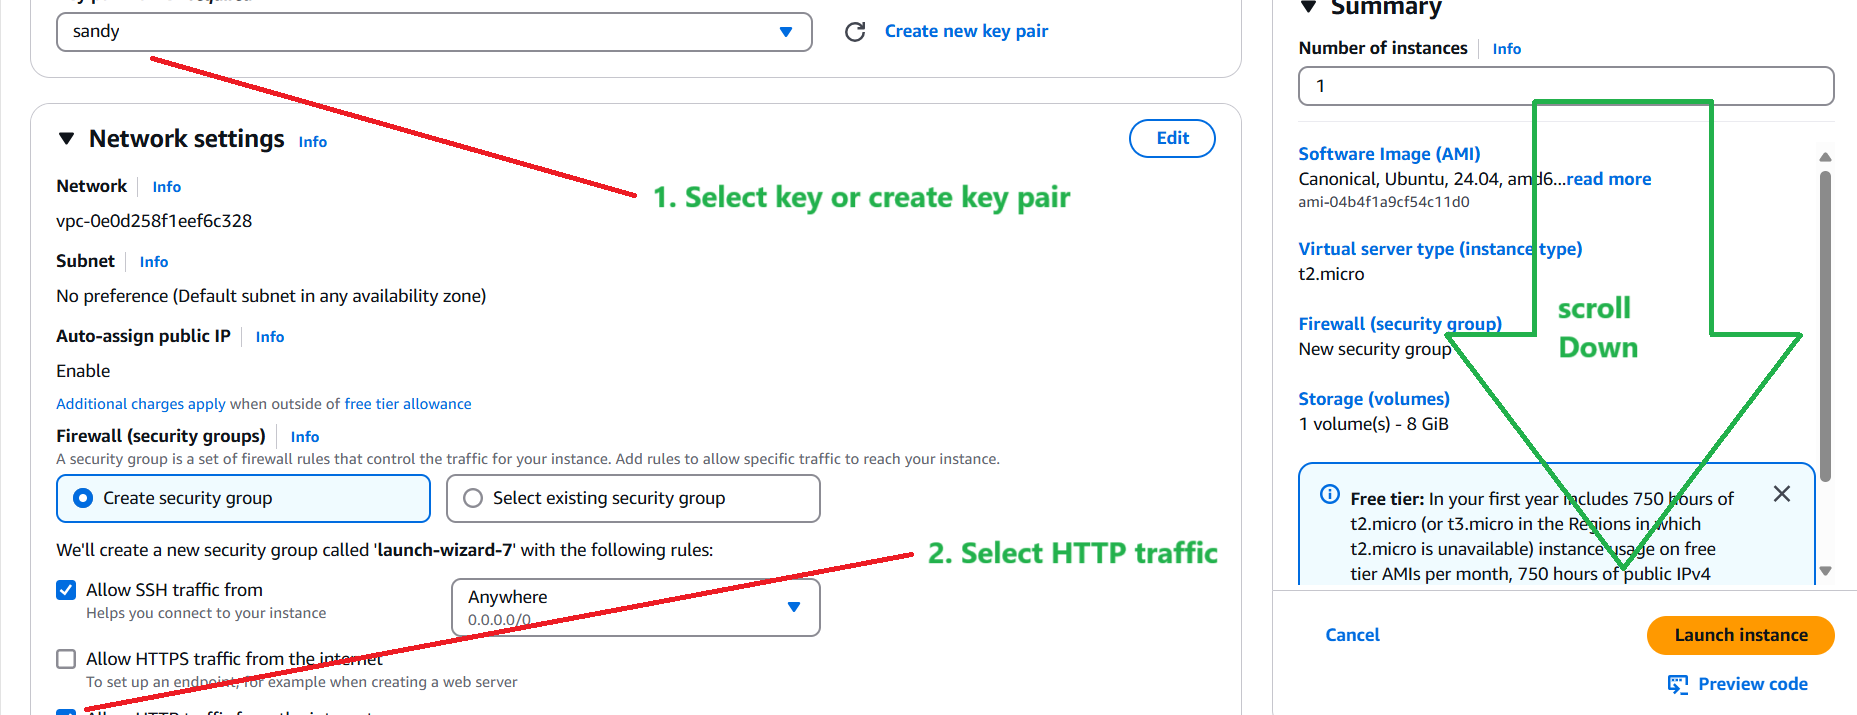 sandy
Create new key pair
Network settings Info
Edit
Network Info
vpc-0e0d258f1eef6c328
1. Select key or create key pair
Subnet Info
No preference (Default subnet in any availability zone)
Auto-assign public IP Info
Enable
Additional charges apply when outside of free tier allowance
Firewall (security groups) Info
A security group is a set of firewall rules that control the traffic for your instance. Add rules to allow specific traffic to reach your instance.
Create security group
Select existing security group
We'll create a new security group called 'launch-wizard-7' with the following rules:
2. Select HTTP traffic
Allow SSH traffic from
Helps you connect to your instance
Anywhere
0.0.0.0/0
Allow HTTPS traffic from the internet
To set up an endpoint, for example when creating a web server
Allow HTTP traffic from the internet
Summary
Number of instances Info
1
Software Image (AMI)
Canonical, Ubuntu, 24.04, amd6...read more
ami-04b4f1a9cf54c11d0
Virtual server type (instance type)
t2.micro
scroll
Down
Firewall (security group)
New security group
Storage (volumes)
1 volume(s) - 8 GiB
Free tier: In your first year includes 750 hours of
t2.micro (or t3.micro in the Regions in which
t2.micro is unavailable) instance usage on free
tier AMIs per month, 750 hours of public IPv4
Cancel
Launch instance
Preview code